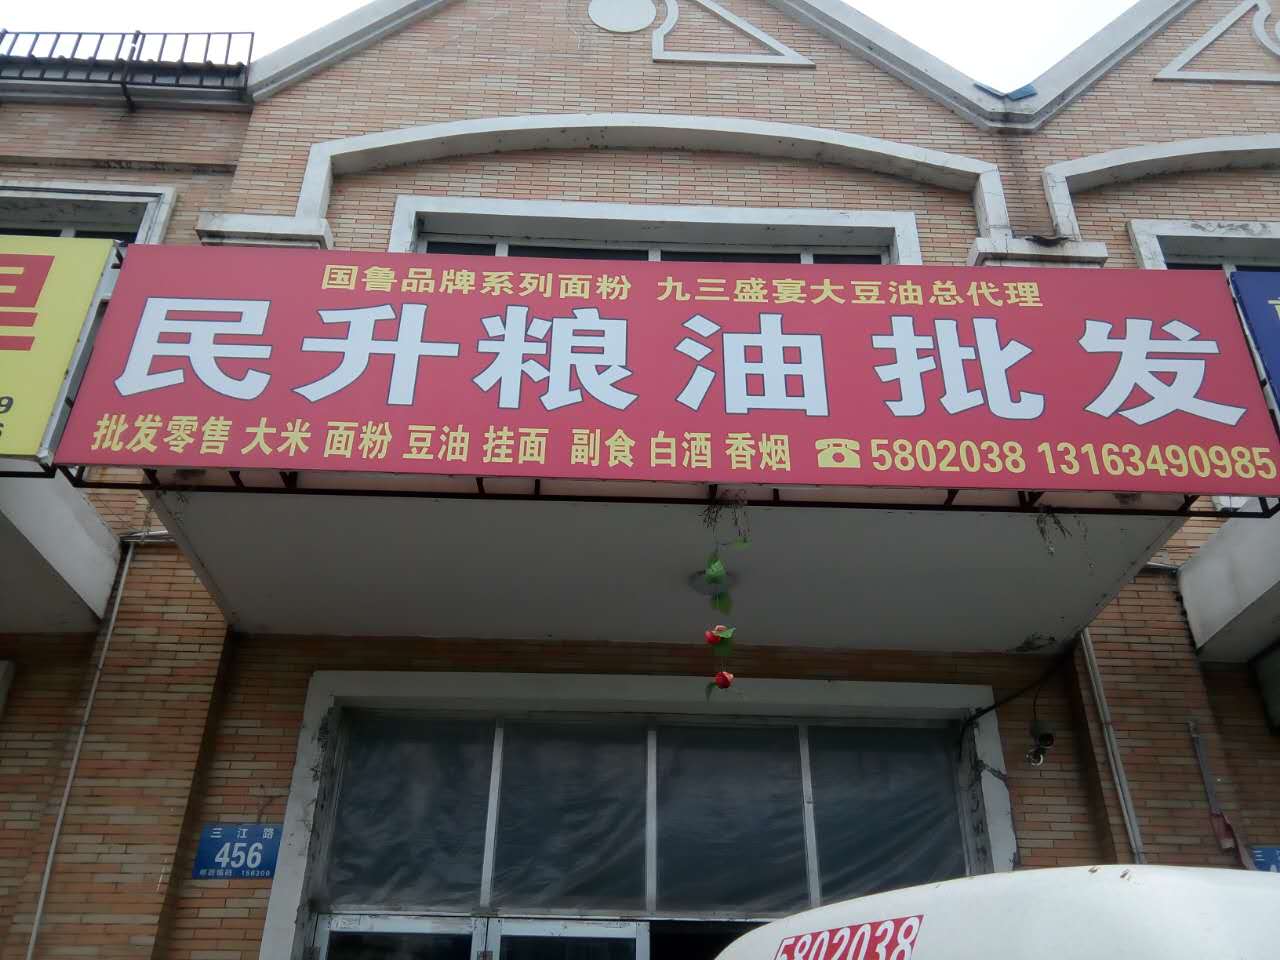 国鲁品牌系列面粉 九三盛宴大豆油总代理
民升粮油批发
批发零售 大米 面粉 豆油 挂面 副食 白酒 香烟 ☎5802038 13163490985
三江路
456
5802038